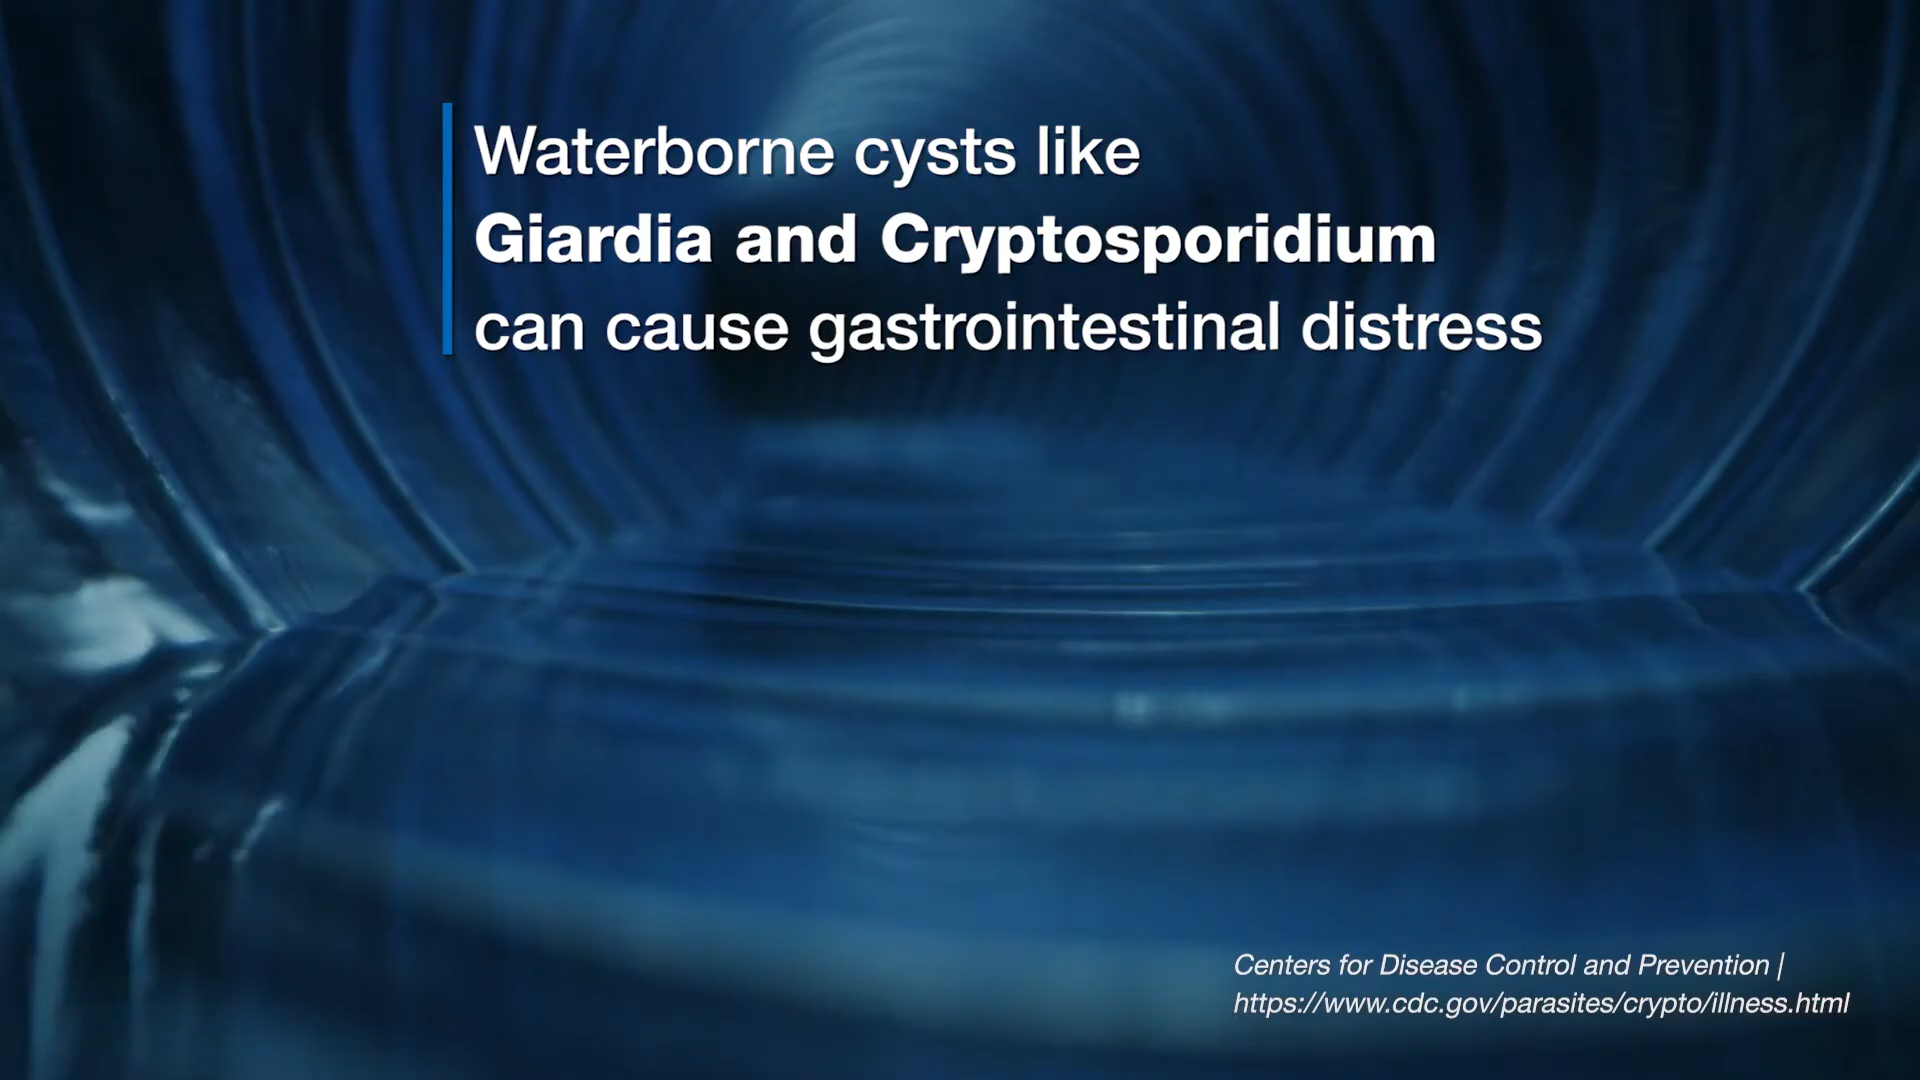 Waterborne cysts like
Giardia and Cryptosporidium
can cause gastrointestinal distress
Centers for Disease Control and Prevention |
https://www.cdc.gov/parasites/crypto/illness.html